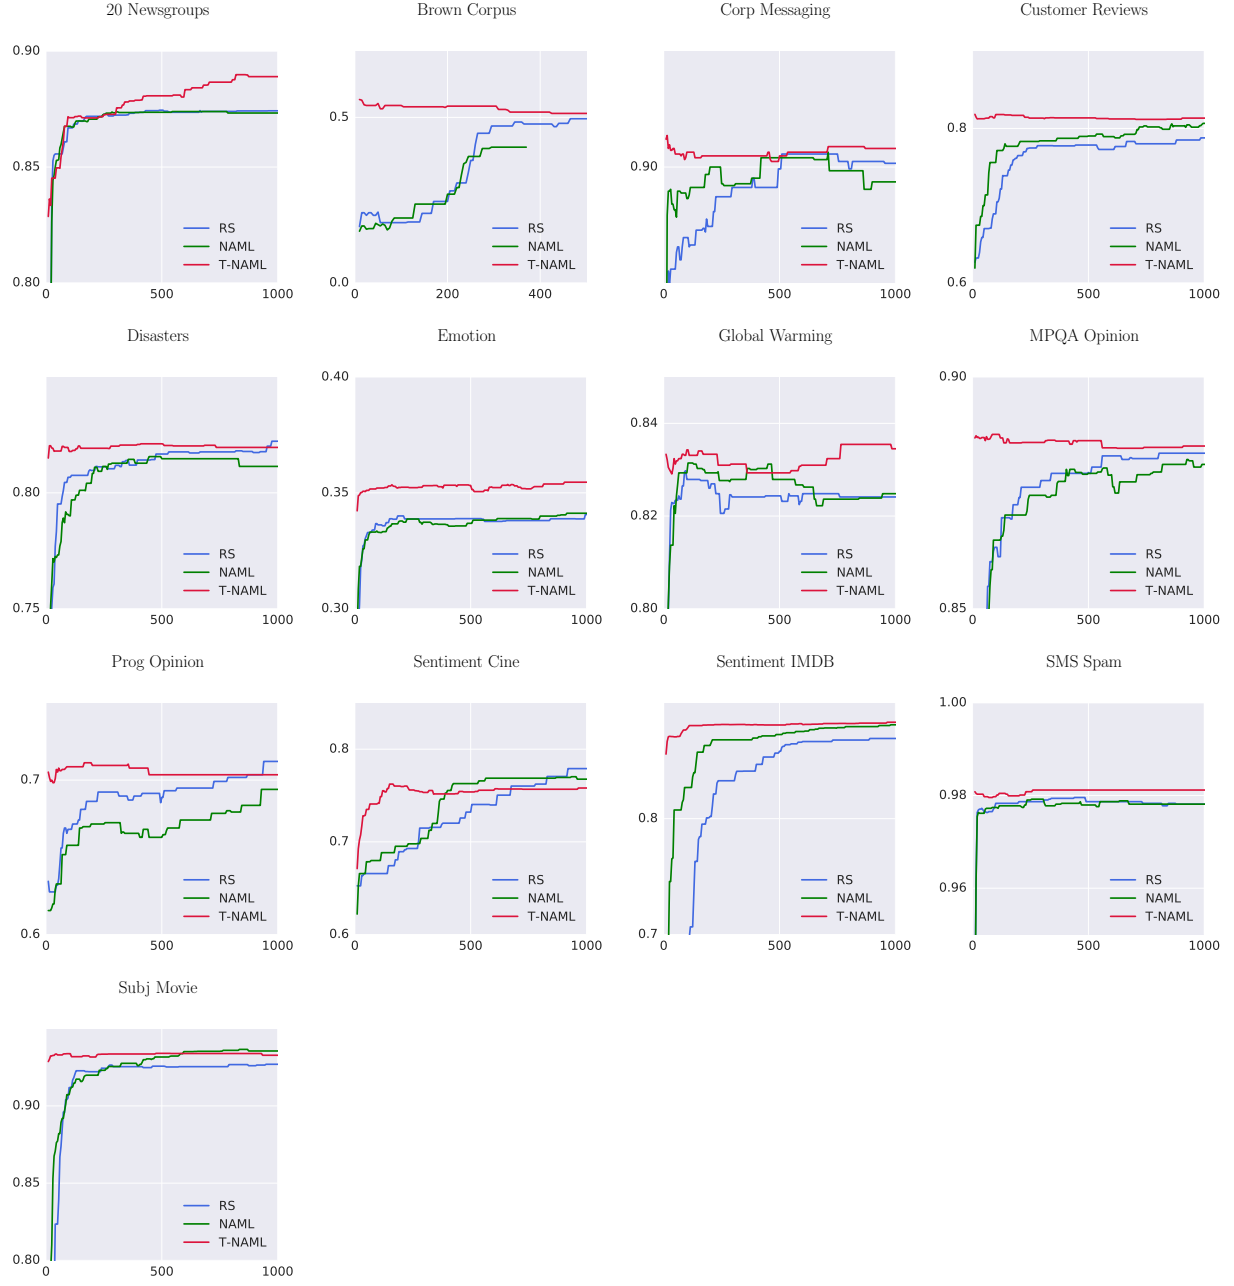 20 Newsgroups
0.90
0.85
0.80
0
500
1000
RS
NAML
T-NAML
Brown Corpus
0.5
0.0
0
200
400
RS
NAML
T-NAML
Corp Messaging
0.90
0
500
1000
RS
NAML
T-NAML
Customer Reviews
0.8
0.6
0
500
1000
RS
NAML
T-NAML
Disasters
0.80
0.75
0
500
1000
RS
NAML
T-NAML
Emotion
0.40
0.35
0.30
0
500
1000
RS
NAML
T-NAML
Global Warming
0.84
0.82
0.80
0
500
1000
RS
NAML
T-NAML
MPQA Opinion
0.90
0.85
0
500
1000
RS
NAML
T-NAML
Prog Opinion
0.7
0.6
0
500
1000
RS
NAML
T-NAML
Sentiment Cine
0.8
0.7
0.6
0
500
1000
RS
NAML
T-NAML
Sentiment IMDB
0.8
0.7
0
500
1000
RS
NAML
T-NAML
SMS Spam
1.00
0.98
0.96
0
500
1000
RS
NAML
T-NAML
Subj Movie
0.90
0.85
0.80
0
500
1000
RS
NAML
T-NAML